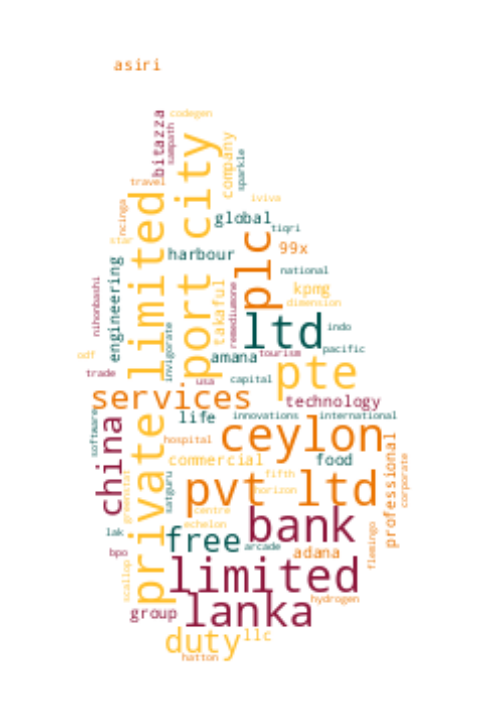 asiri
codegen
bitazza
sampath
port city
company
sparkle
travel
iviva
private limited
ncinga
global
tiqri
star
plc
99x
harbour
engineering
national
nihonbashi
takaful
remediumone
kpmg
dimension
ltd
indo
invigorate
pacific
odf
amana
tourism
pte
trade
usa
capital
services
technology
software
china
life
innovations
international
ceylon
hospital
professional
commercial
food
corporate
greenstat
satguru
fifth
pvt ltd
horizon
centre
bank
echelon
lak
free
flemingo
bpo
arcade
adana
limited
scallop
hydrogen
group
lanka
duty
llc
hatton